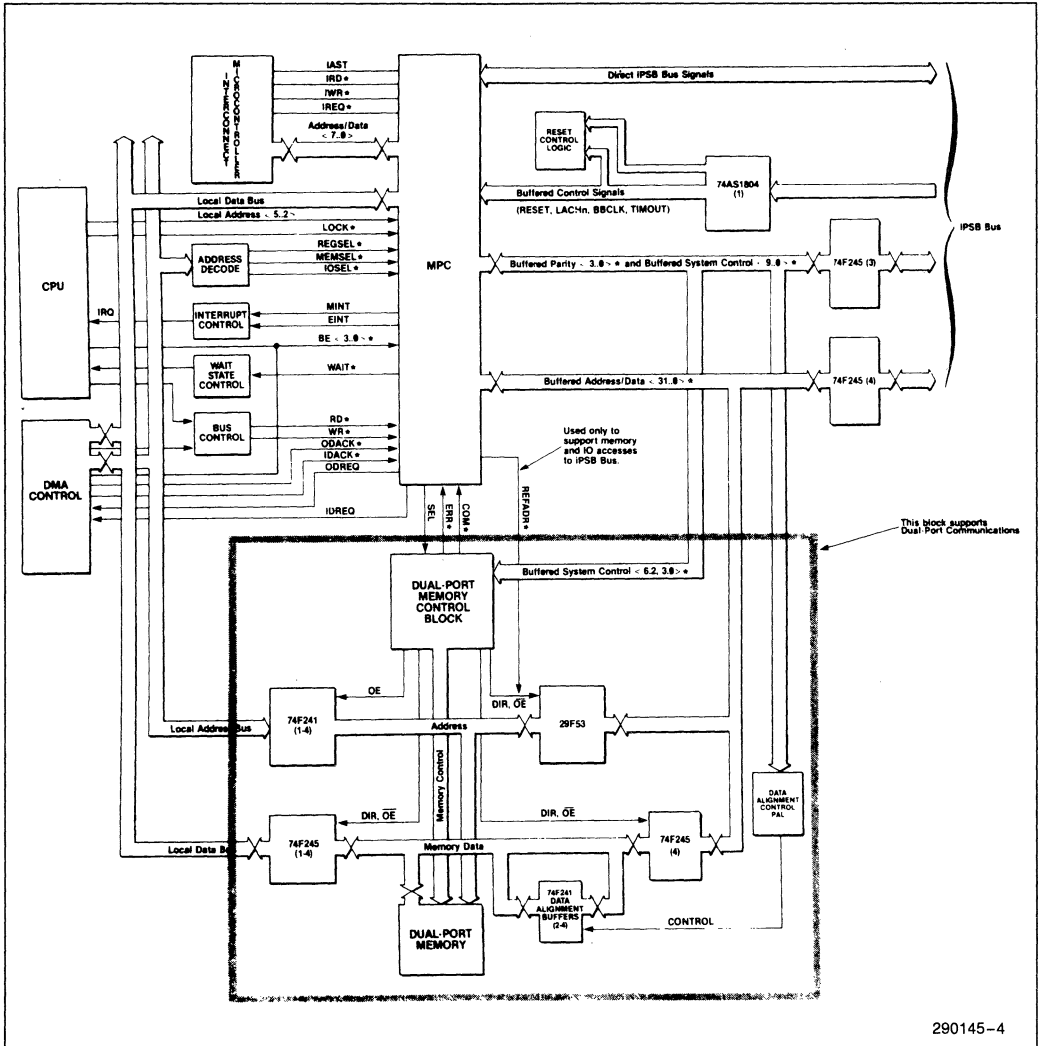 INTERCONNECT
MICROCONTROLLER
IAST
IRD*
IWR*
IREQ*
Address/Data
< 7..0 >
Direct iPSB Bus Signals
RESET
CONTROL
LOGIC
74AS1804
(1)
Buffered Control Signals
(RESET, LACHn, BBCLK, TIMOUT)
Local Data Bus
Local Address < 5..2 >
LOCK*
REGSEL*
MEMSEL*
IOSEL*
ADDRESS
DECODE
MPC
IPSB Bus
Buffered Parity < 3..0 > * and Buffered System Control < 9..0 > *
74F245 (3)
CPU
IRQ
INTERRUPT
CONTROL
MINT
EINT
BE < 3..0 > *
WAIT
STATE
CONTROL
WAIT*
Buffered Address/Data < 31..0 > *
74F245 (4)
BUS
CONTROL
RD*
WR*
ODACK*
IDACK*
ODREQ
IDREQ
DMA
CONTROL
Used only to
support memory
and IO accesses
to iPSB Bus.
SEL
ERR*
COM*
REFADR*
This block supports
Dual-Port Communications
Buffered System Control < 6.2, 3.0 > *
DUAL-PORT
MEMORY
CONTROL
BLOCK
OE
DIR, OE
74F241
(1-4)
Local Address Bus
Address
29F53
Memory Control
DATA
ALIGNMENT
CONTROL
PAL
DIR, OE
DIR, OE
74F245
(1-4)
Local Data Bus
Memory Data
74F245
(4)
74F241
DATA
ALIGNMENT
BUFFERS
(2-4)
CONTROL
DUAL-PORT
MEMORY
290145-4